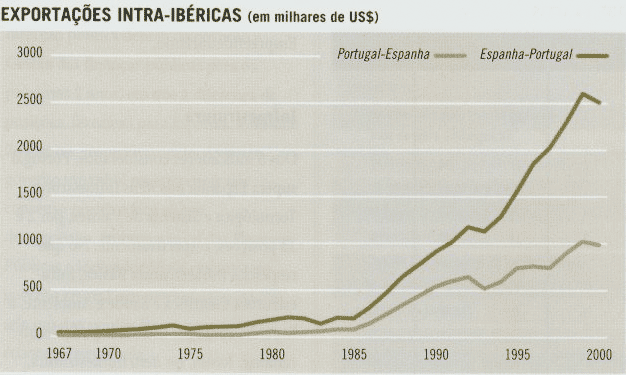 EXPORTAÇÕES INTRA-IBÉRICAS (em milhares de US$)
Portugal-Espanha Espanha-Portugal
3000
2500
2000
1500
1000
500
0
1967 1970 1975 1980 1985 1990 1995 2000